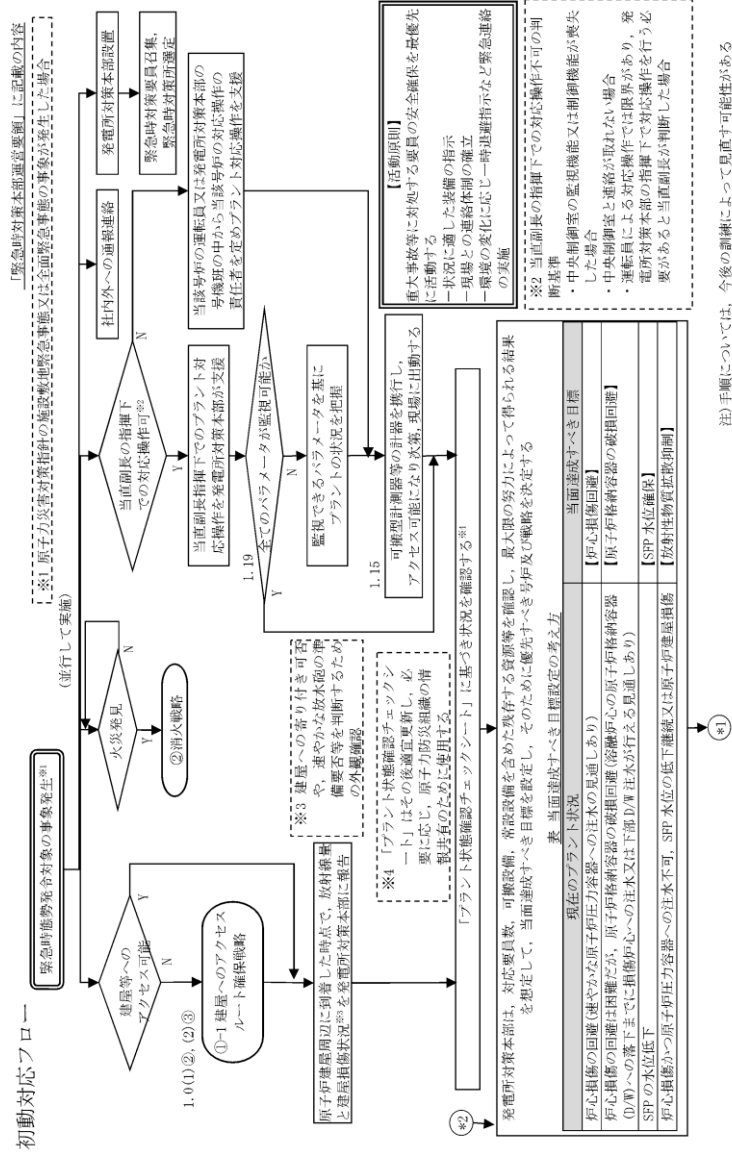 初動対応フロー
「緊急時対策本部運営要領」に記載の内容
※1 原子力災害対策指針の施設敷地緊急事態又は全面緊急事態の事象が発生した場合
緊急時態勢発令対象の事象発生※1
(並行して実施)
建屋等への
アクセス可能
Y
N
1.0(1)②, (2)③
①-1 建屋へのアクセス
ルート確保戦略
原子炉建屋周辺に到着した時点で，放射線量
と建屋損傷状況※3を発電所対策本部に報告
火災発見
N
Y
②消火戦略
※3 建屋への寄り付き可否
や，速やかな放水砲の準
備要否等を判断するため
の外観確認
※4 「プラント状態確認チェックシ
ート」はその後適宜更新し，必
要に応じ，原子力防災組織の情
報共有のために使用する
当直副長の指揮下
での対応操作可※2
Y
N
当直副長指揮下でのプラント対
応操作を発電所対策本部が支援
1.19
全てのパラメータが監視可能か
Y
N
監視できるパラメータを基に
プラントの状況を把握
1.15
可搬型計測器等の計器を携行し，
アクセス可能になり次第，現場に出動する
社内外への通報連絡
発電所対策本部設置
緊急時対策要員召集，
緊急時対策所選定
当該号炉の運転員又は発電所対策本部の
号機班の中から当該号炉の対応操作の
責任者を定めプラント対応操作を支援
【活動原則】
重大事故等に対処する要員の安全確保を最優先
に活動する
－状況に適した装備の指示
－現場との連絡体制の確立
－環境の変化に応じ一時退避指示など緊急連絡
の実施
※2 当直副長の指揮下での対応操作不可の判
断基準
・中央制御室の監視機能又は制御機能が喪失
した場合
・中央制御室と連絡が取れない場合
・運転員による対応操作では限界があり，発
電所対策本部の指揮下で対応操作を行う必
要があると当直副長が判断した場合
「プラント状態確認チェックシート」に基づき状況を確認する※4
*2
発電所対策本部は，対応要員数，可搬設備，常設設備を含めた残存する資源等を確認し，最大限の努力によって得られる結果
を想定して，当面達成すべき目標を設定し，そのために優先すべき号炉及び戦略を決定する
表 当面達成すべき目標設定の考え方
現在のプラント状況
当面達成すべき目標
炉心損傷の回避(速やかな原子炉圧力容器への注水の見通しあり)
【炉心損傷回避】
炉心損傷の回避は困難だが，原子炉格納容器の破損回避(溶融炉心の原子炉格納容器
(D/W)への落下までに損傷炉心への注水又は下部D/W注水が行える見通しあり)
【原子炉格納容器の破損回避】
SFPの水位低下
【SFP水位確保】
炉心損傷かつ原子炉圧力容器への注水不可，SFP水位の低下継続又は原子炉建屋損傷
【放射性物質拡散抑制】
*1
注)手順については，今後の訓練によって見直す可能性がある